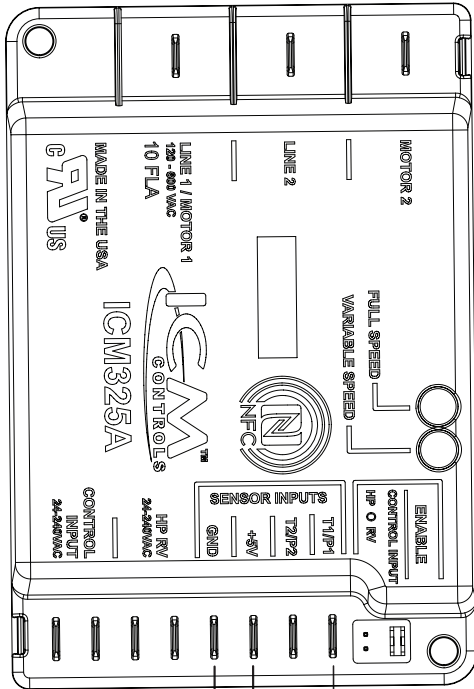 MOTOR 2
LINE 2
LINE 1 / MOTOR 1
120 - 600 VAC
10 FLA
MADE IN THE USA
C
RU
®
US
FULL SPEED
VARIABLE SPEED
NFC
ICM
™
CONTROLS
ICM325A
ENABLE
CONTROL INPUT
HP O RV
SENSOR INPUTS
T1/P1
T2/P2
+5V
GND
HP RV
24-240VAC
CONTROL
INPUT
24-240VAC